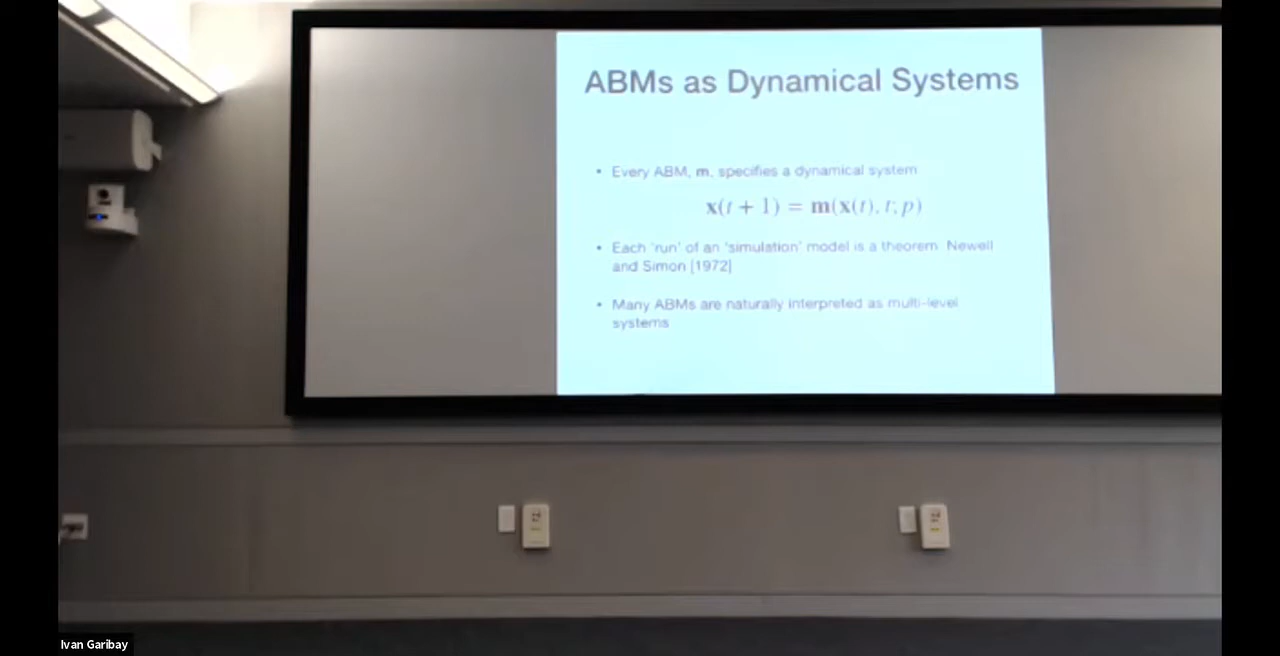 ABMs as Dynamical Systems
• Every ABM, m, specifies a dynamical system
x(t + 1) = m(x(t), t; p)
• Each 'run' of an 'simulation' model is a theorem Newell
and Simon [1972]
• Many ABMs are naturally interpreted as multi-level
systems
Ivan Garibay